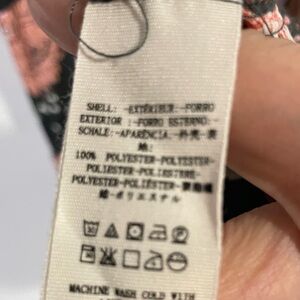 SHELL: -EXTÉRIEUR- FORRO
EXTERIOR : -FORRO ESTERNO: -
SCHALE: -APARÊNCIA.
100% POLYESTER-POLYESTER-
POLIÉSTER-POLIESTERE-
POLYESTER-POLIÉSTER-
-ポリエステル
MACHINE WASH COLD WITH